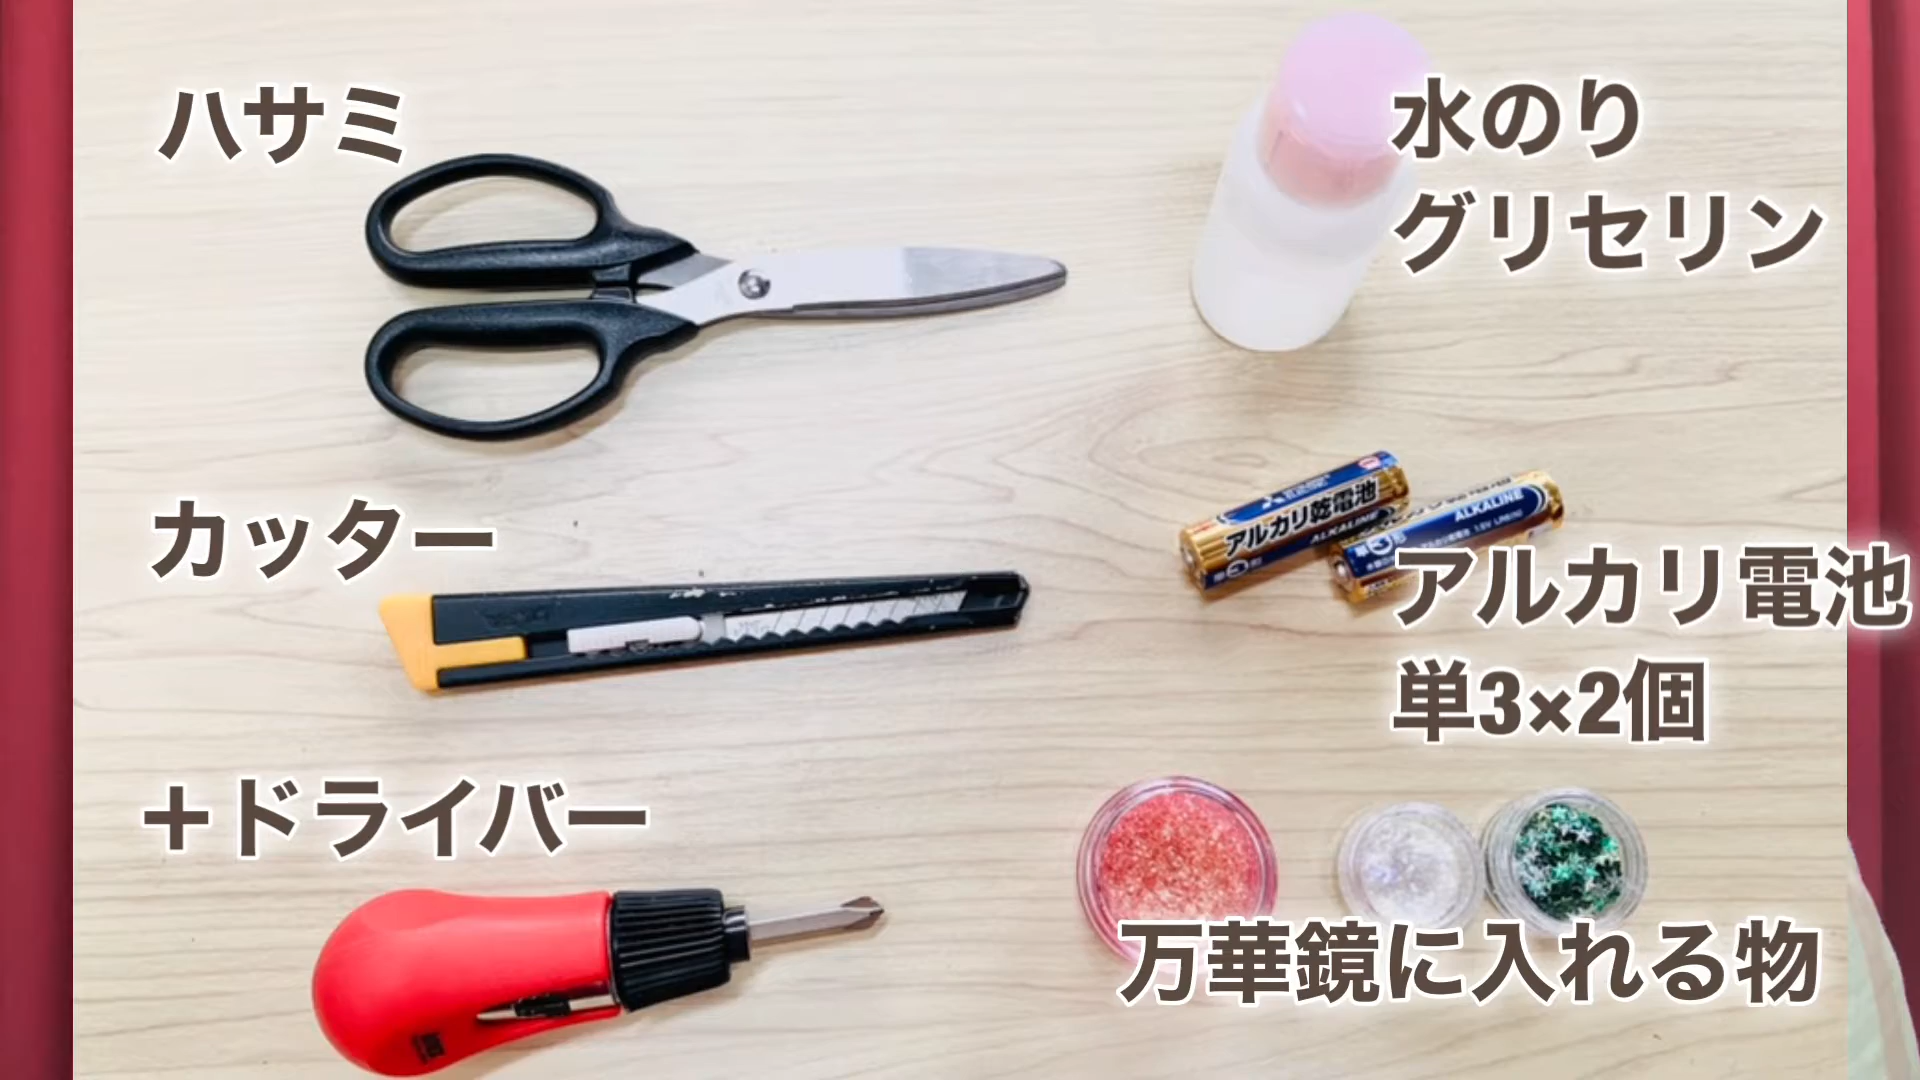 ハサミ
水のり
グリセリン
カッター
アルカリ乾電池
ALKALINE
ALKALINE
アルカリ電池
単3×2個
＋ドライバー
万華鏡に入れる物